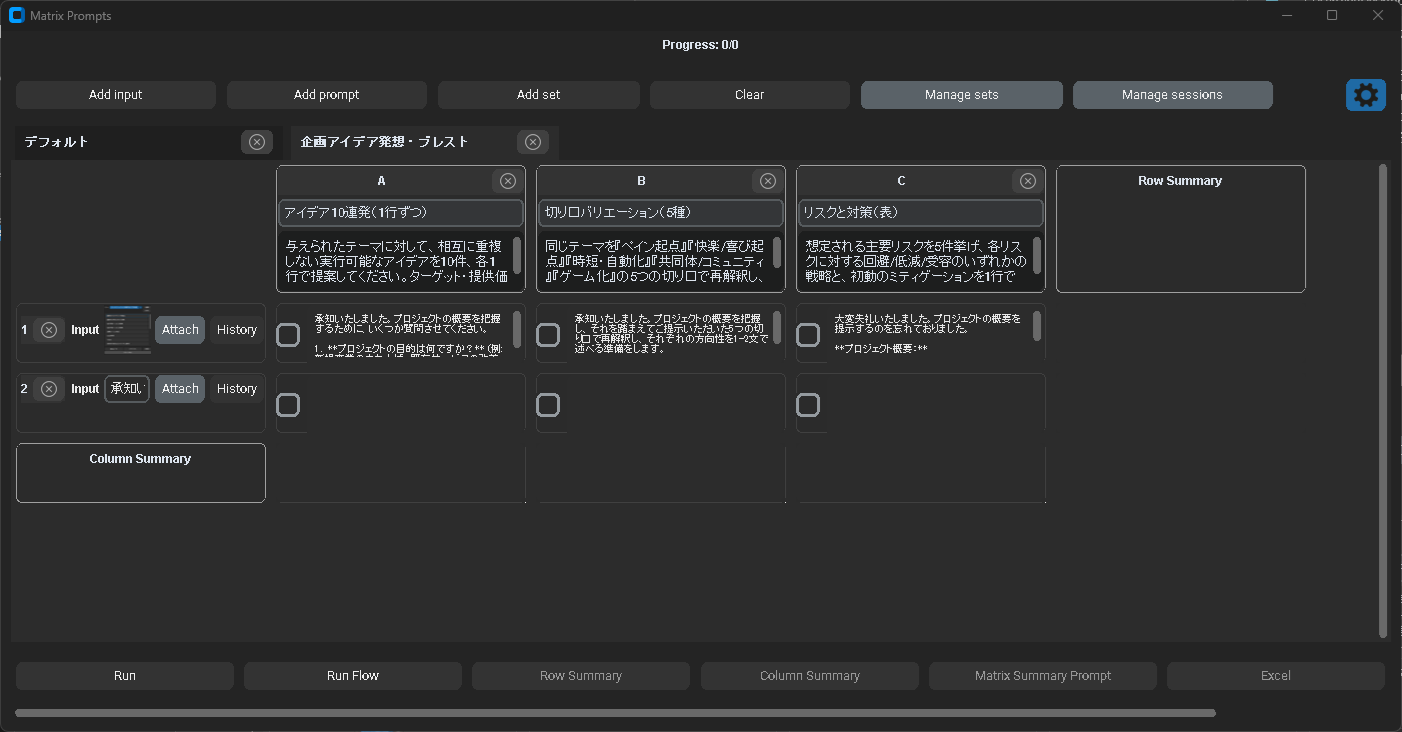 Matrix Prompts
Progress: 0/0
Add input
Add prompt
Add set
Clear
Manage sets
Manage sessions
デフォルト
企画アイデア発想・ブレスト
A
アイデア10連発(1行ずつ)
与えられたテーマに対して、相互に重複
しない実行可能なアイデアを10件、各1
行で提案してください。ターゲット・提供価
B
切り口バリエーション(5種)
同じテーマを『ペイン起点』『快楽/喜び起
点』『時短・自動化』『共同体/コミュニティ
』『ゲーム化』の5つの切り口で再解釈し、
C
リスクと対策(表)
想定される主要リスクを5件挙げ、各リス
クに対する回避/低減/受容のいずれかの
戦略と、初動のミティゲーションを1行で
Row Summary
1
Input
Attach
History
承知いたしました。プロジェクトの概要を把握
するために、いくつか質問させてください。
1. **プロジェクトの目的は何ですか？** (例:
承知いたしました。プロジェクトの概要を把握
し、それを踏まえてご提示いただいた5つの切
り口で再解釈し、それぞれの方向性を1~2文で
述べる準備をします。
大変失礼いたしました。プロジェクトの概要を
提示するのを忘れておりました。
**プロジェクト概要:**
2
Input
承知い
Attach
History
Column Summary
Run
Run Flow
Row Summary
Column Summary
Matrix Summary Prompt
Excel